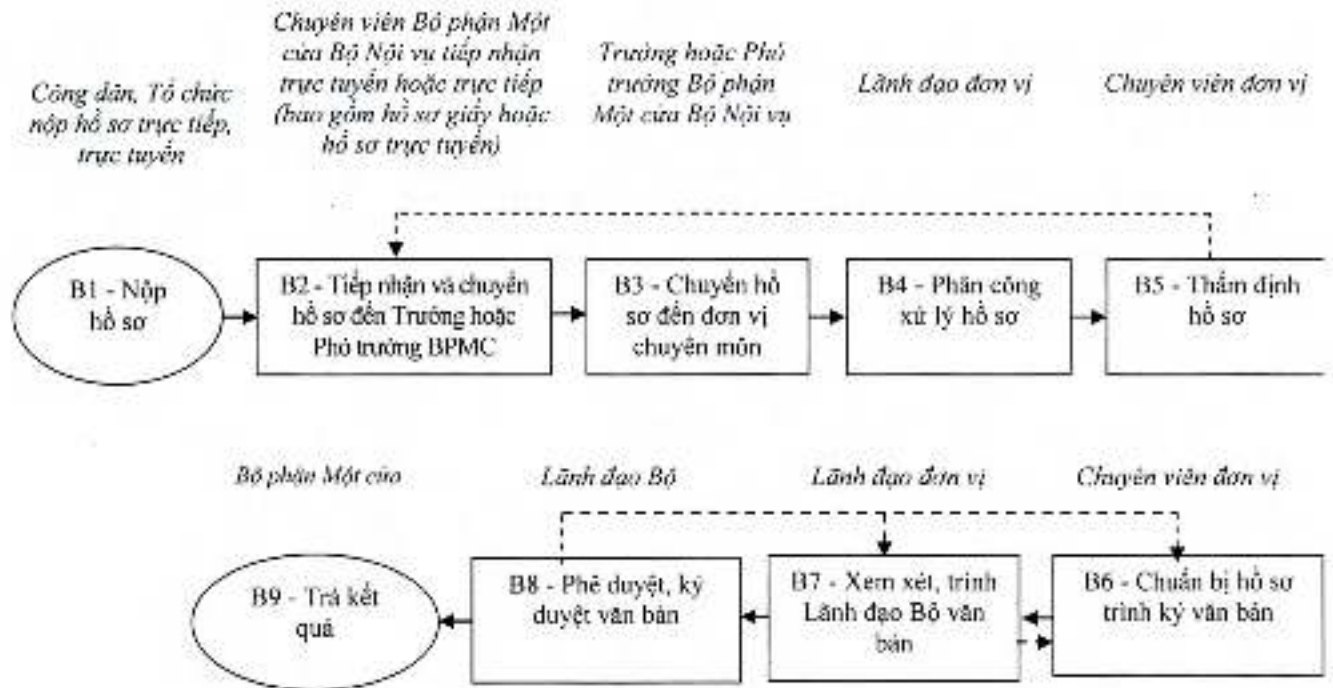 Công dân, Tổ chức
nộp hồ sơ trực tiếp,
trực tuyến
Chuyên viên Bộ phận Một
cửa Bộ Nội vụ tiếp nhận
trực tuyến hoặc trực tiếp
(bao gồm hồ sơ giấy hoặc
hồ sơ trực tuyến)
Trưởng hoặc Phó
trưởng Bộ phận
Một cửa Bộ Nội vụ
Lãnh đạo đơn vị
Chuyên viên đơn vị
B1 - Nộp
hồ sơ
B2 - Tiếp nhận và chuyển
hồ sơ đến Trưởng hoặc
Phó trưởng BPMC
B3 - Chuyển hồ
sơ đến đơn vị
chuyên môn
B4 - Phân công
xử lý hồ sơ
B5 - Thẩm định
hồ sơ
Bộ phận Một cửa
Lãnh đạo Bộ
Lãnh đạo đơn vị
Chuyên viên đơn vị
B9 - Trả kết
quả
B8 - Phê duyệt, ký
duyệt văn bản
B7 - Xem xét, trình
Lãnh đạo Bộ văn
bản
B6 - Chuẩn bị hồ sơ
trình ký văn bản